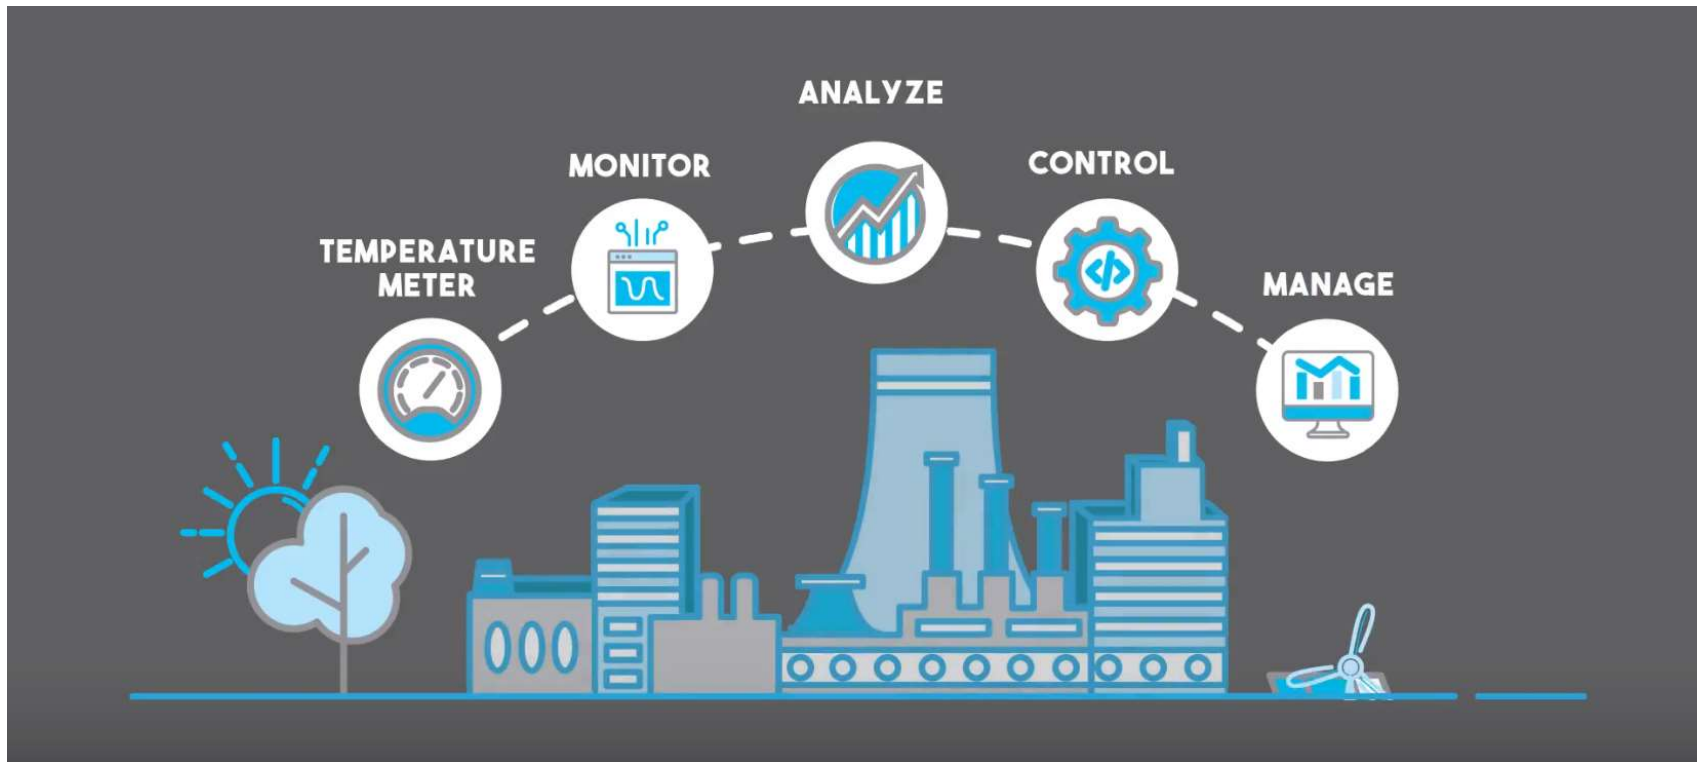 ANALYZE
MONITOR
CONTROL
TEMPERATURE
METER
MANAGE